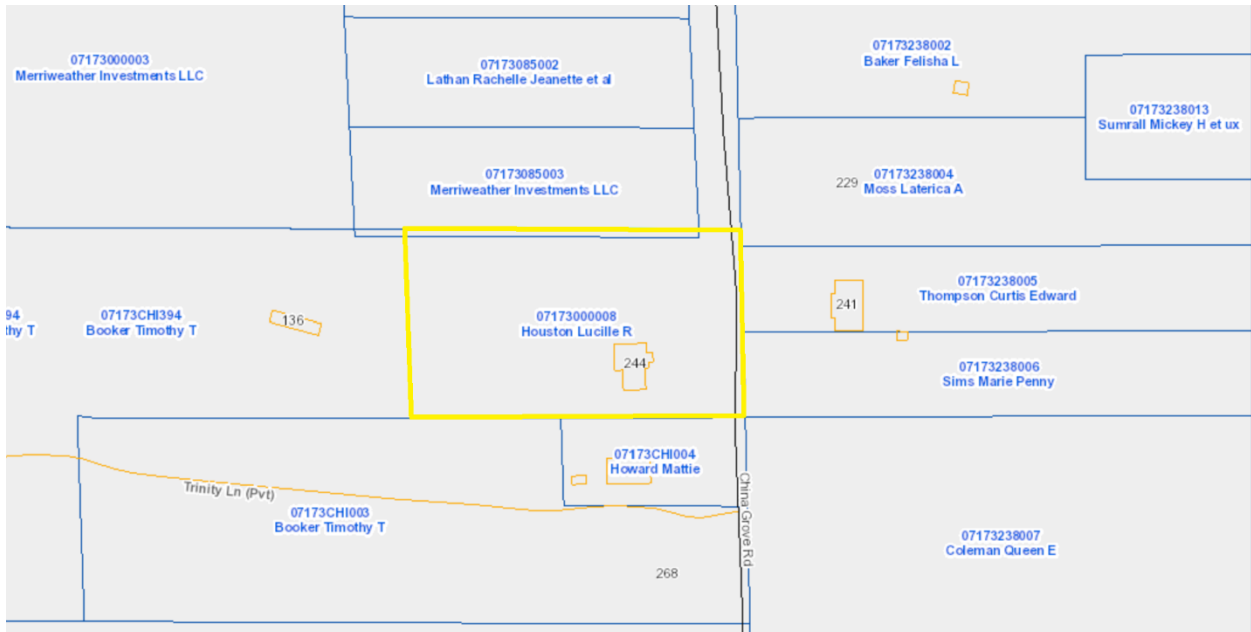 07173000003
Merriweather Investments LLC
07173085002
Lathan Rachelle Jeanette et al
07173238002
Baker Felisha L
07173238013
Sumrall Mickey H et ux
07173085003
Merriweather Investments LLC
229
07173238004
Moss Laterica A
94
thy T
07173CHI394
Booker Timothy T
136
07173000008
Houston Lucille R
244
241
07173238005
Thompson Curtis Edward
07173238006
Sims Marie Penny
07173CHI004
Howard Mattie
Trinity Ln (Pvt)
07173CHI003
Booker Timothy T
China Grove Rd
268
07173238007
Coleman Queen E